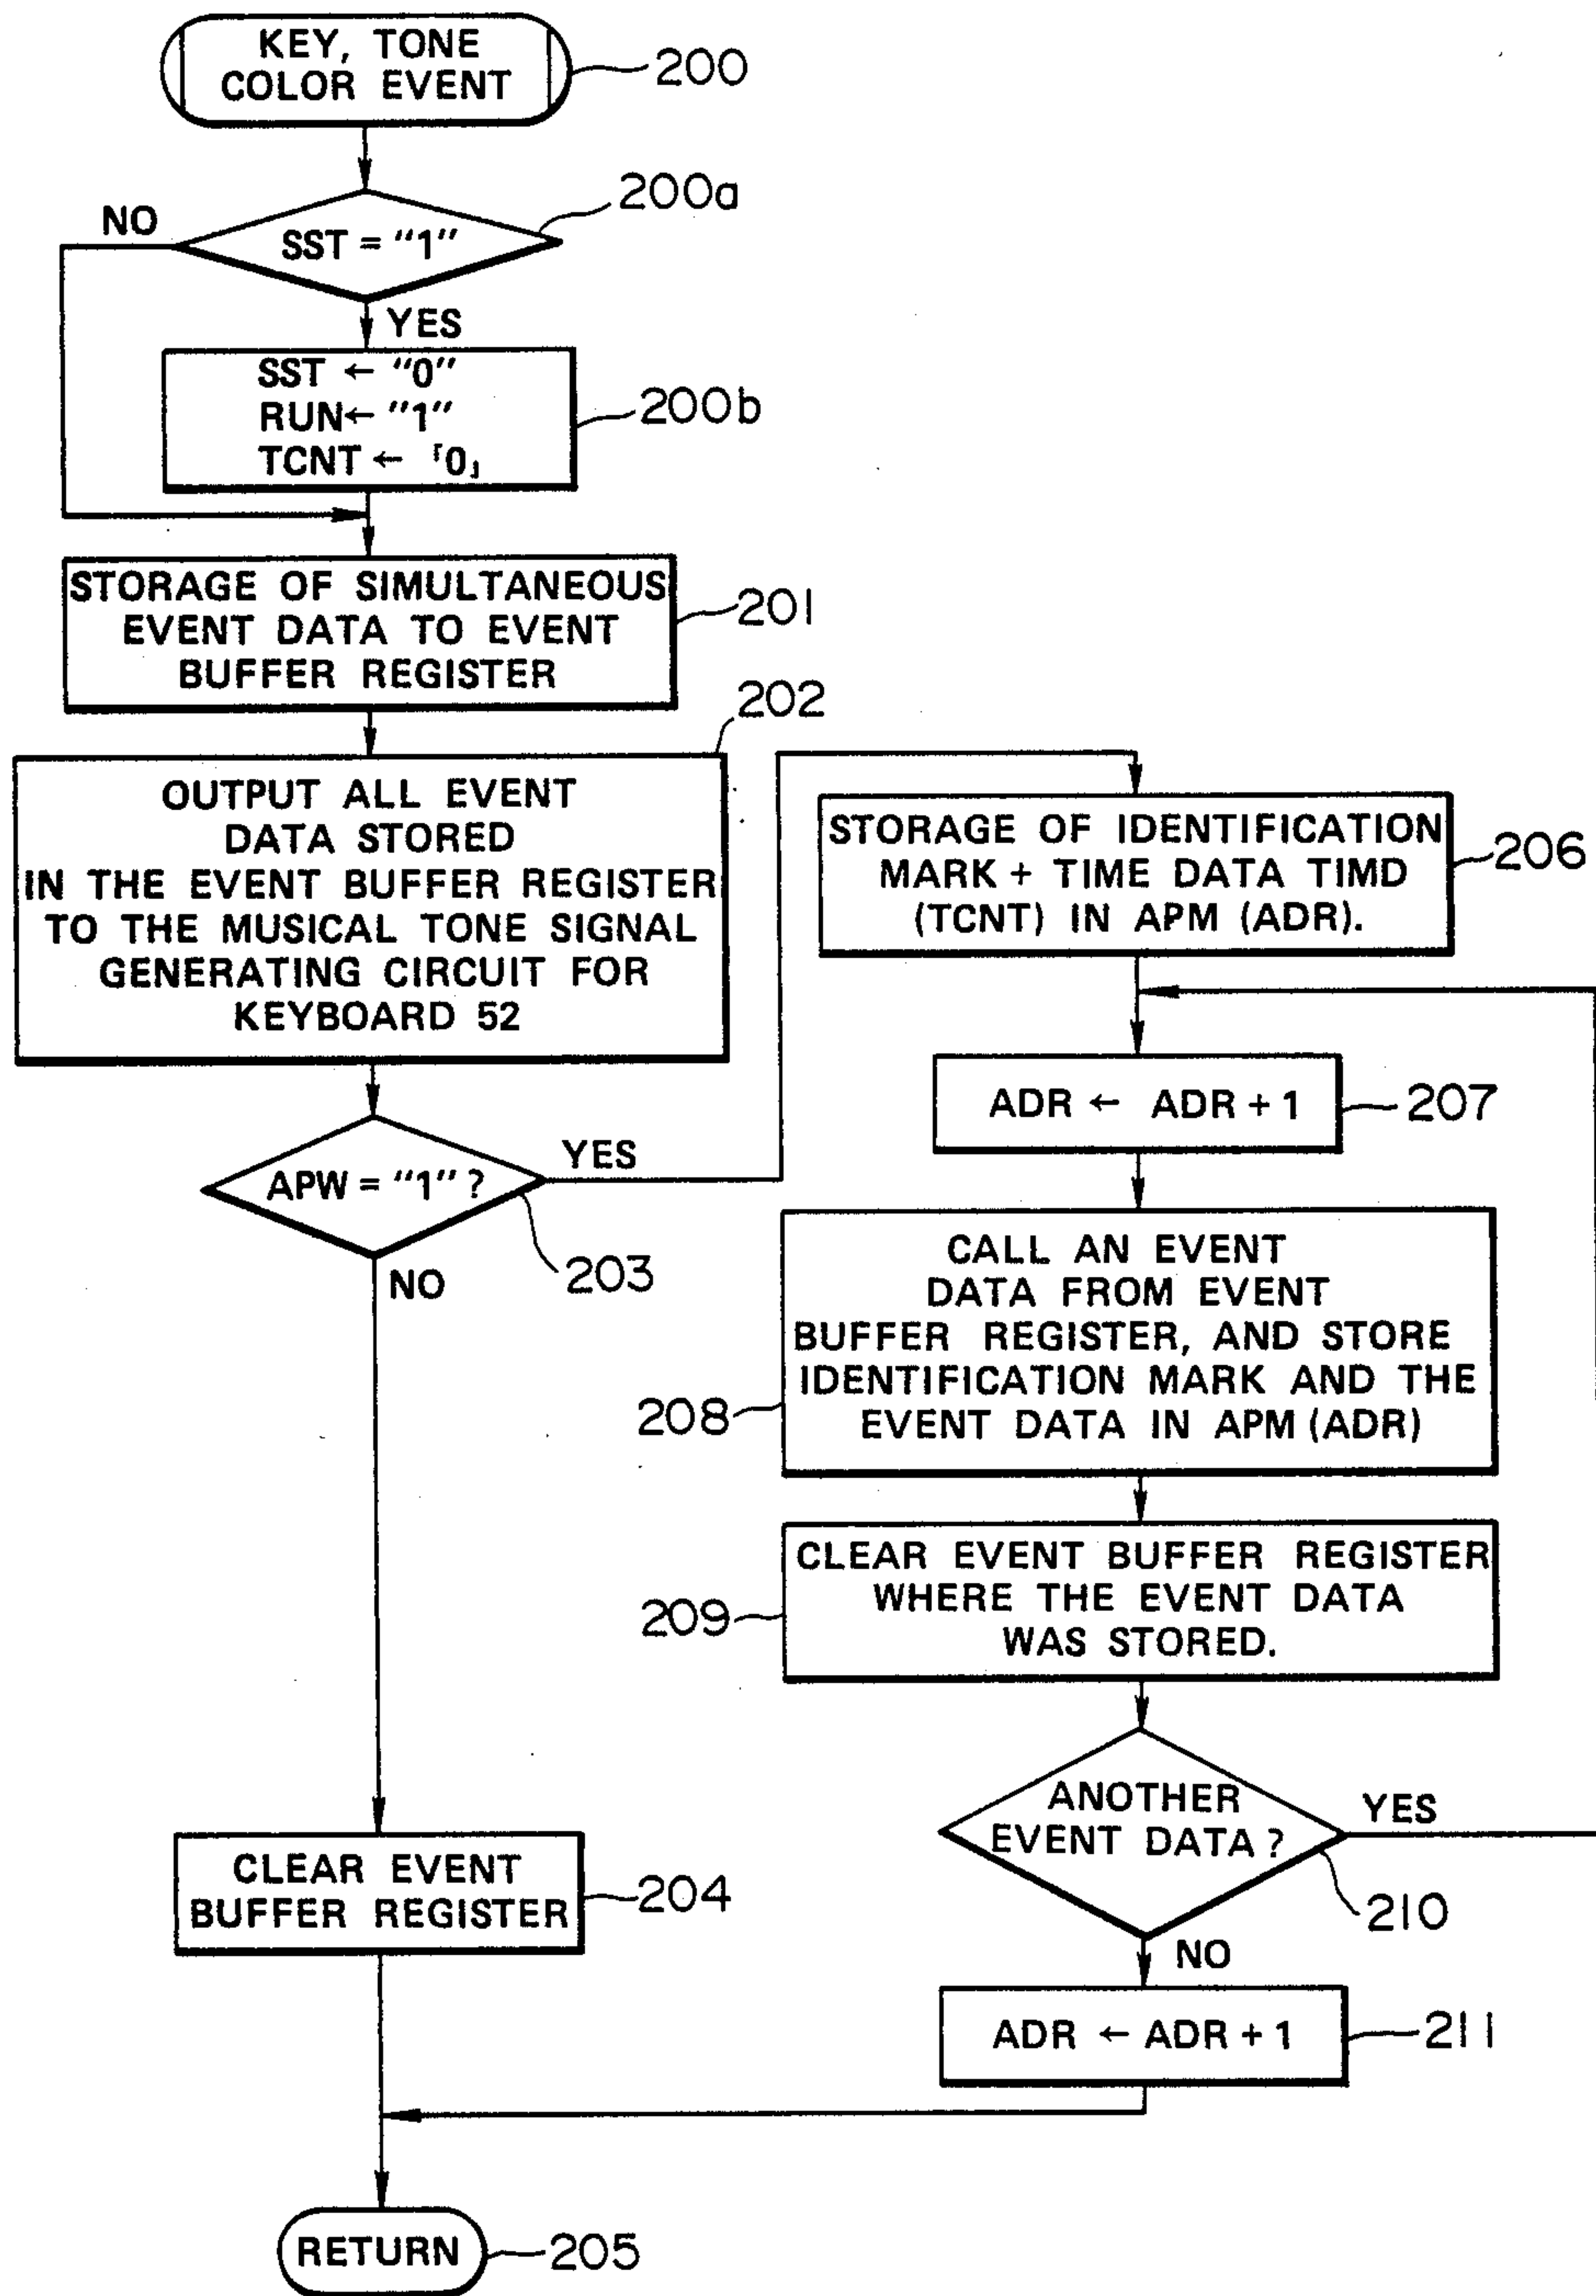 KEY, TONE
COLOR EVENT
200
200a
NO
SST = "1"
YES
SST ← "0"
RUN ← "1"
TCNT ← 「0」
200b
STORAGE OF SIMULTANEOUS
EVENT DATA TO EVENT
BUFFER REGISTER
201
202
OUTPUT ALL EVENT
DATA STORED
IN THE EVENT BUFFER REGISTER
TO THE MUSICAL TONE SIGNAL
GENERATING CIRCUIT FOR
KEYBOARD 52
APW = "1" ?
YES
203
NO
CLEAR EVENT
BUFFER REGISTER
204
STORAGE OF IDENTIFICATION
MARK + TIME DATA TIMD
(TCNT) IN APM (ADR).
206
ADR ← ADR + 1
207
CALL AN EVENT
DATA FROM EVENT
BUFFER REGISTER, AND STORE
IDENTIFICATION MARK AND THE
EVENT DATA IN APM (ADR)
208
CLEAR EVENT BUFFER REGISTER
WHERE THE EVENT DATA
WAS STORED.
209
ANOTHER
EVENT DATA ?
YES
210
NO
ADR ← ADR + 1
211
RETURN
205